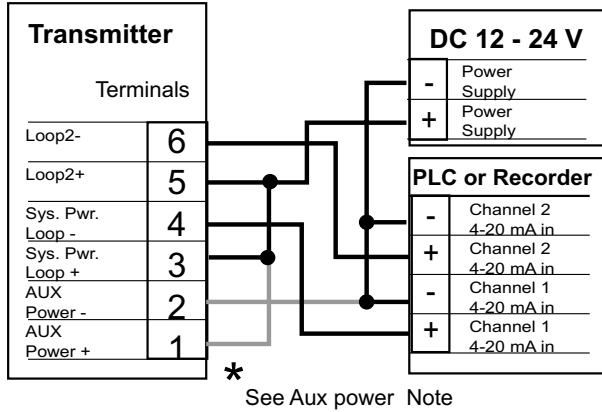 Transmitter
Terminals
Loop2-
6
Loop2+
5
Sys. Pwr.
Loop -
4
Sys. Pwr.
Loop +
3
AUX
Power -
2
AUX
Power +
1
*
See Aux power Note
DC 12 - 24 V
-
Power
Supply
+
Power
Supply
PLC or Recorder
-
Channel 2
4-20 mA in
+
Channel 2
4-20 mA in
-
Channel 1
4-20 mA in
+
Channel 1
4-20 mA in